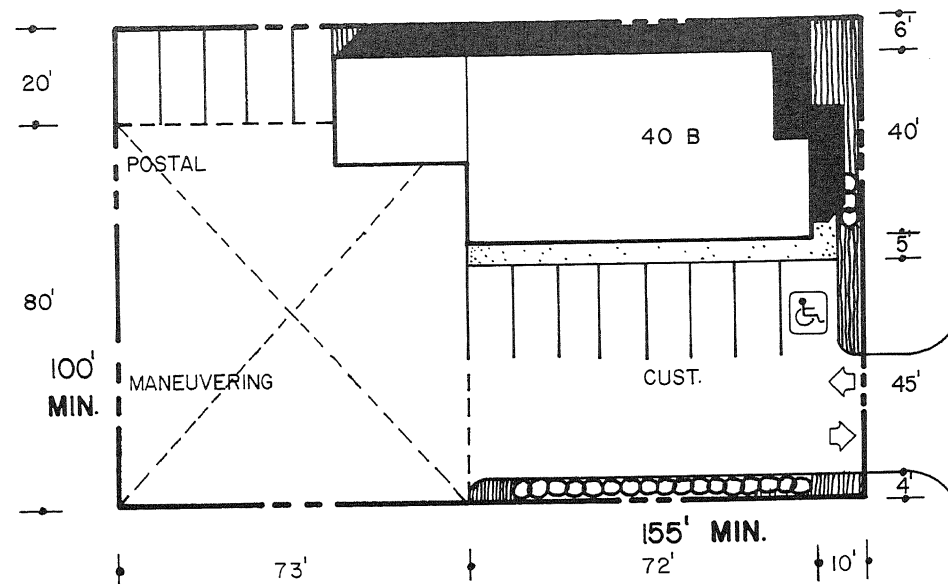 6'
20'
40 B
40'
POSTAL
5'
80'
100'
MIN.
MANEUVERING
CUST.
45'
4'
155' MIN.
73'
72'
10'